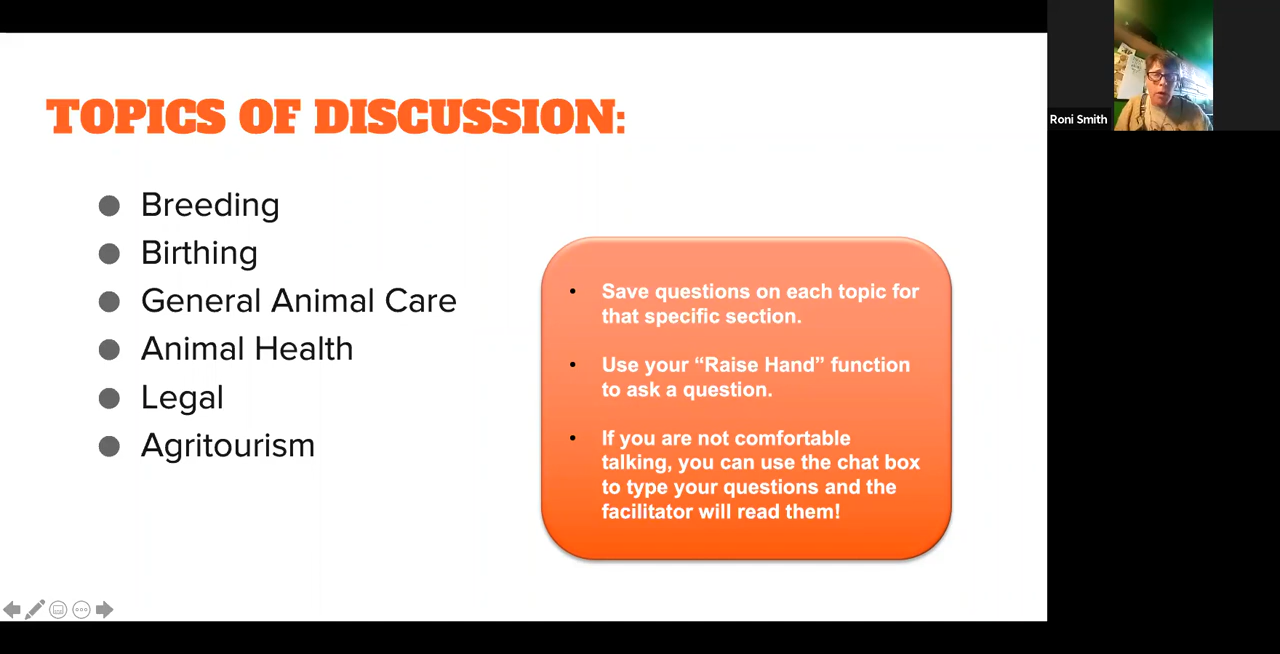 TOPICS OF DISCUSSION:
Breeding
Birthing
General Animal Care
Animal Health
Legal
Agritourism
Save questions on each topic for
that specific section.
Use your “Raise Hand” function
to ask a question.
If you are not comfortable
talking, you can use the chat box
to type your questions and the
facilitator will read them!
Roni Smith